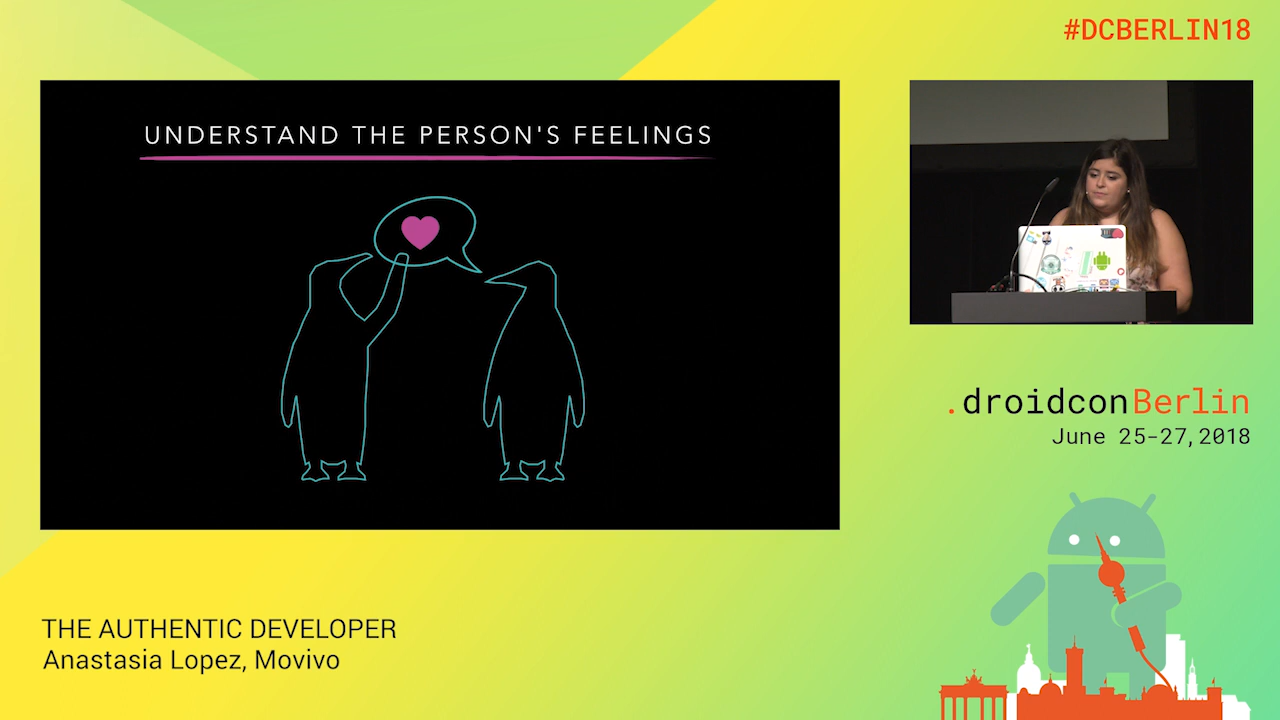 #DCBERLIN18
UNDERSTAND THE PERSON'S FEELINGS
.droidconBerlin
June 25-27,2018
THE AUTHENTIC DEVELOPER
Anastasia Lopez, Movivo